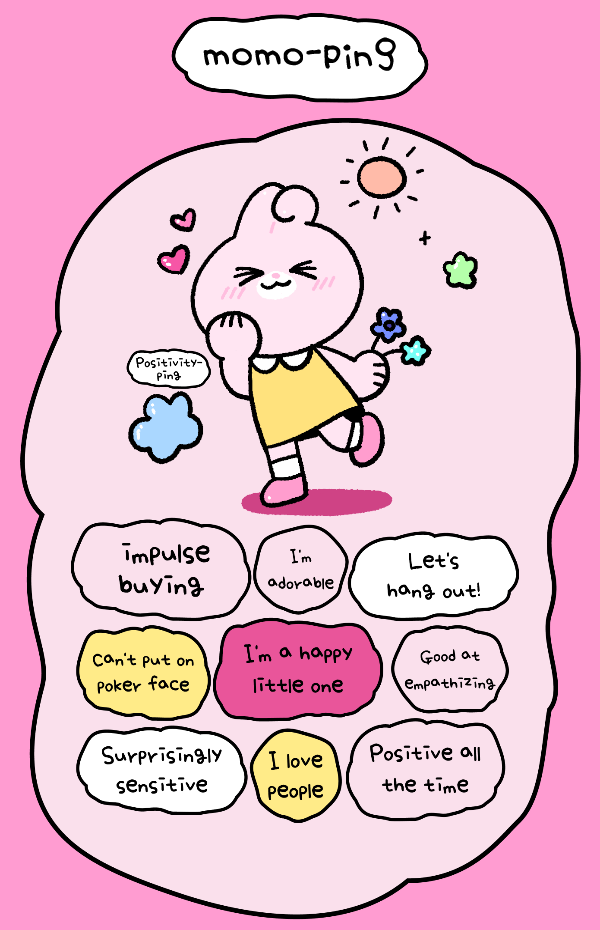 momo-ping
Positivity-
ping
impulse
buying
I'm
adorable
Let's
hang out!
Can't put on
poker face
I'm a happy
little one
Good at
empathizing
Surprisingly
sensitive
I love
people
Positive all
the time